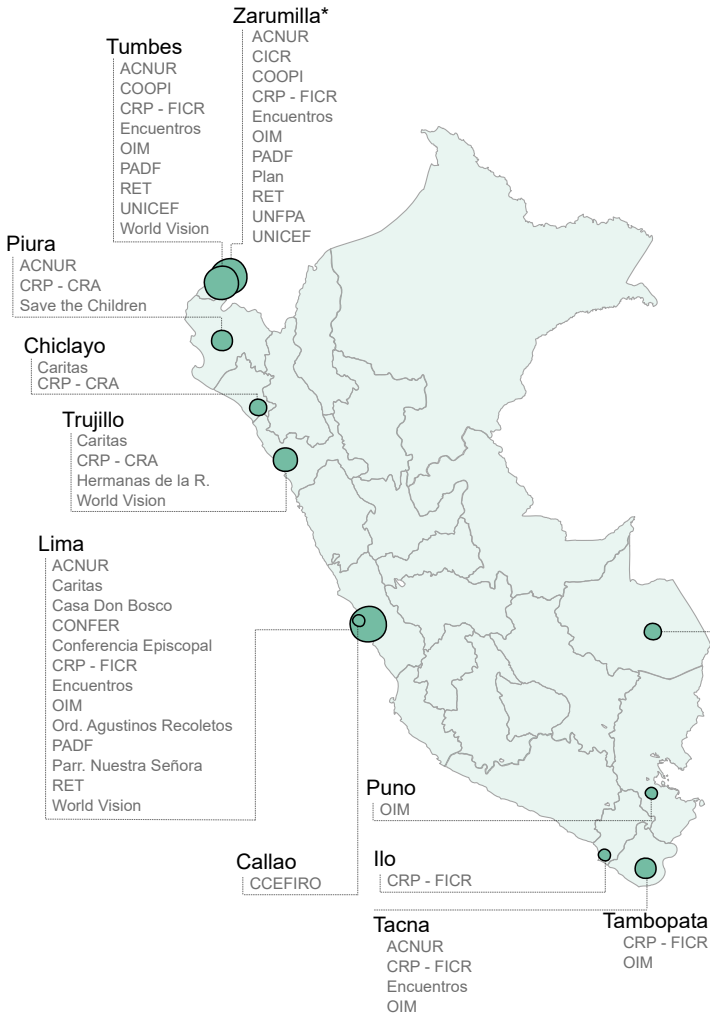 Zarumilla*
ACNUR
CICR
COOPI
CRP - FICR
Encuentros
OIM
PADF
Plan
RET
UNFPA
UNICEF
Tumbes
ACNUR
COOPI
CRP - FICR
Encuentros
OIM
PADF
RET
UNICEF
World Vision
Piura
ACNUR
CRP - CRA
Save the Children
Chiclayo
Caritas
CRP - CRA
Trujillo
Caritas
CRP - CRA
Hermanas de la R.
World Vision
Lima
ACNUR
Caritas
Casa Don Bosco
CONFER
Conferencia Episcopal
CRP - FICR
Encuentros
OIM
Ord. Agustinos Recoletos
PADF
Parr. Nuestra Señora
RET
World Vision
Callao
CCEFIRO
Puno
OIM
Ilo
CRP - FICR
Tacna
ACNUR
CRP - FICR
Encuentros
OIM
Tambopata
CRP - FICR
OIM